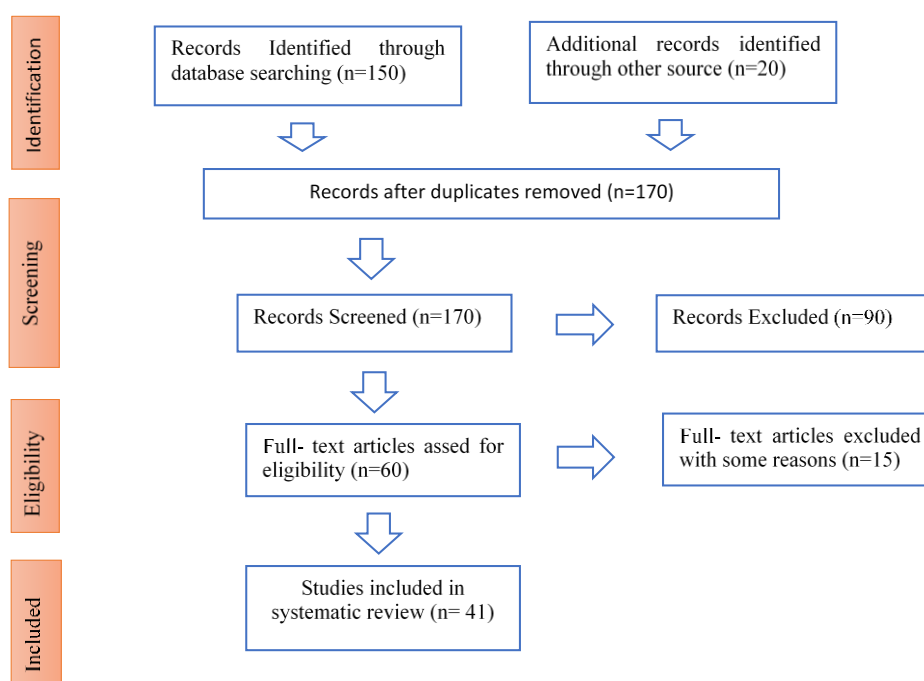 Identification
Records Identified through
database searching (n=150)
Additional records identified
through other source (n=20)
Records after duplicates removed (n=170)
Screening
Records Screened (n=170)
Records Excluded (n=90)
Eligibility
Full- text articles assed for
eligibility (n=60)
Full- text articles excluded
with some reasons (n=15)
Included
Studies included in
systematic review (n= 41)